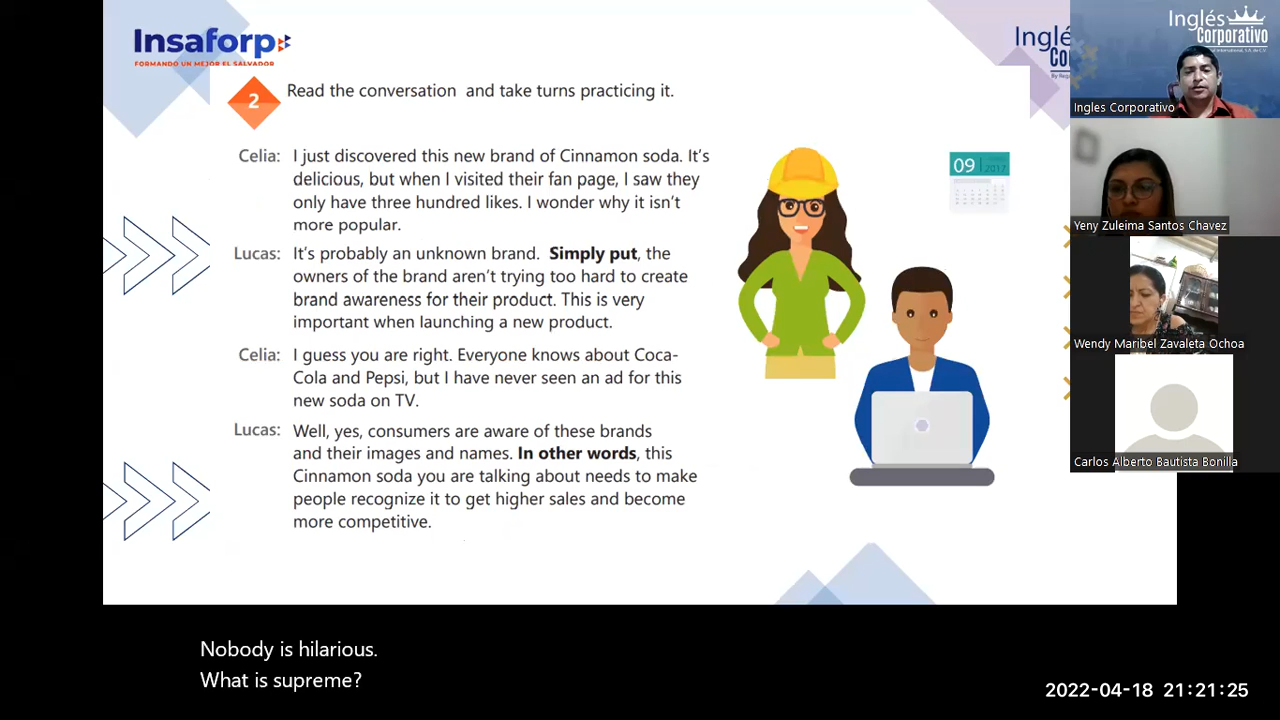 Insaforp
FORMANDO UN MEJOR EL SALVADOR
2
Read the conversation and take turns practicing it.
Celia: I just discovered this new brand of Cinnamon soda. It's
delicious, but when I visited their fan page, I saw they
only have three hundred likes. I wonder why it isn't
more popular.
Lucas: It's probably an unknown brand. Simply put, the
owners of the brand aren't trying too hard to create
brand awareness for their product. This is very
important when launching a new product.
Celia: I guess you are right. Everyone knows about Coca-
Cola and Pepsi, but I have never seen an ad for this
new soda on TV.
Lucas: Well, yes, consumers are aware of these brands
and their images and names. In other words, this
Cinnamon soda you are talking about needs to make
people recognize it to get higher sales and become
more competitive.
09 2017
Inglés
Corporativo
Ingles Corporativo
Yeny Zuleima Santos Chavez
Wendy Maribel Zavaleta Ochoa
Carlos Alberto Bautista Bonilla
Nobody is hilarious.
What is supreme?
2022-04-18 21:21:25